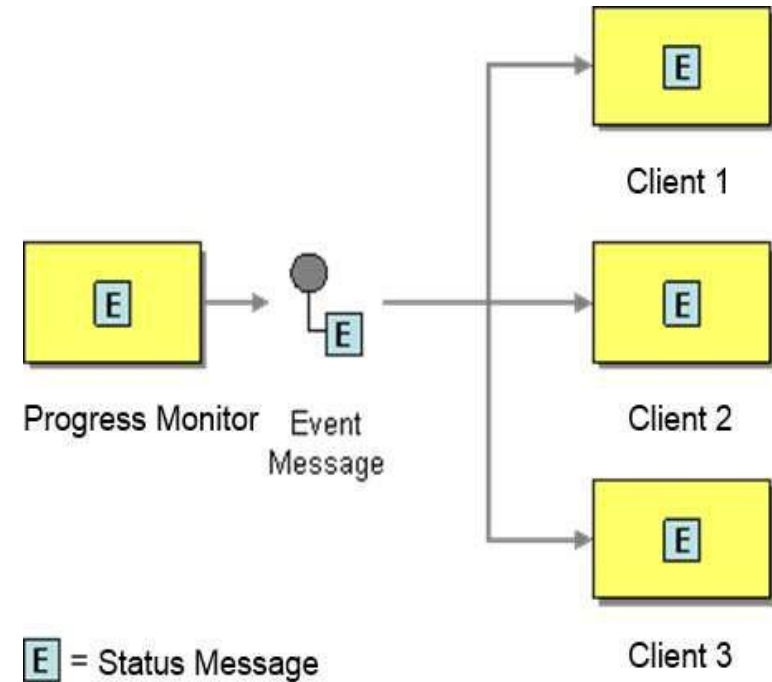 E
Client 1
E
Progress Monitor
E
Event
Message
E
Client 2
E
Client 3
E = Status Message